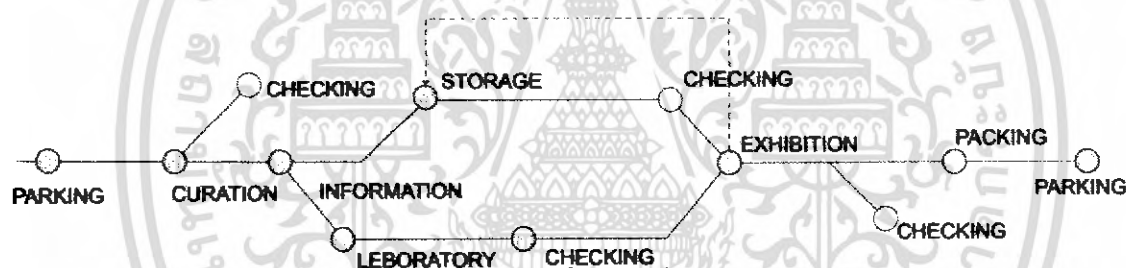 CHECKING
STORAGE
CHECKING
EXHIBITION
PACKING
PARKING
CURATION
INFORMATION
PARKING
CHECKING
LEBORATORY
CHECKING